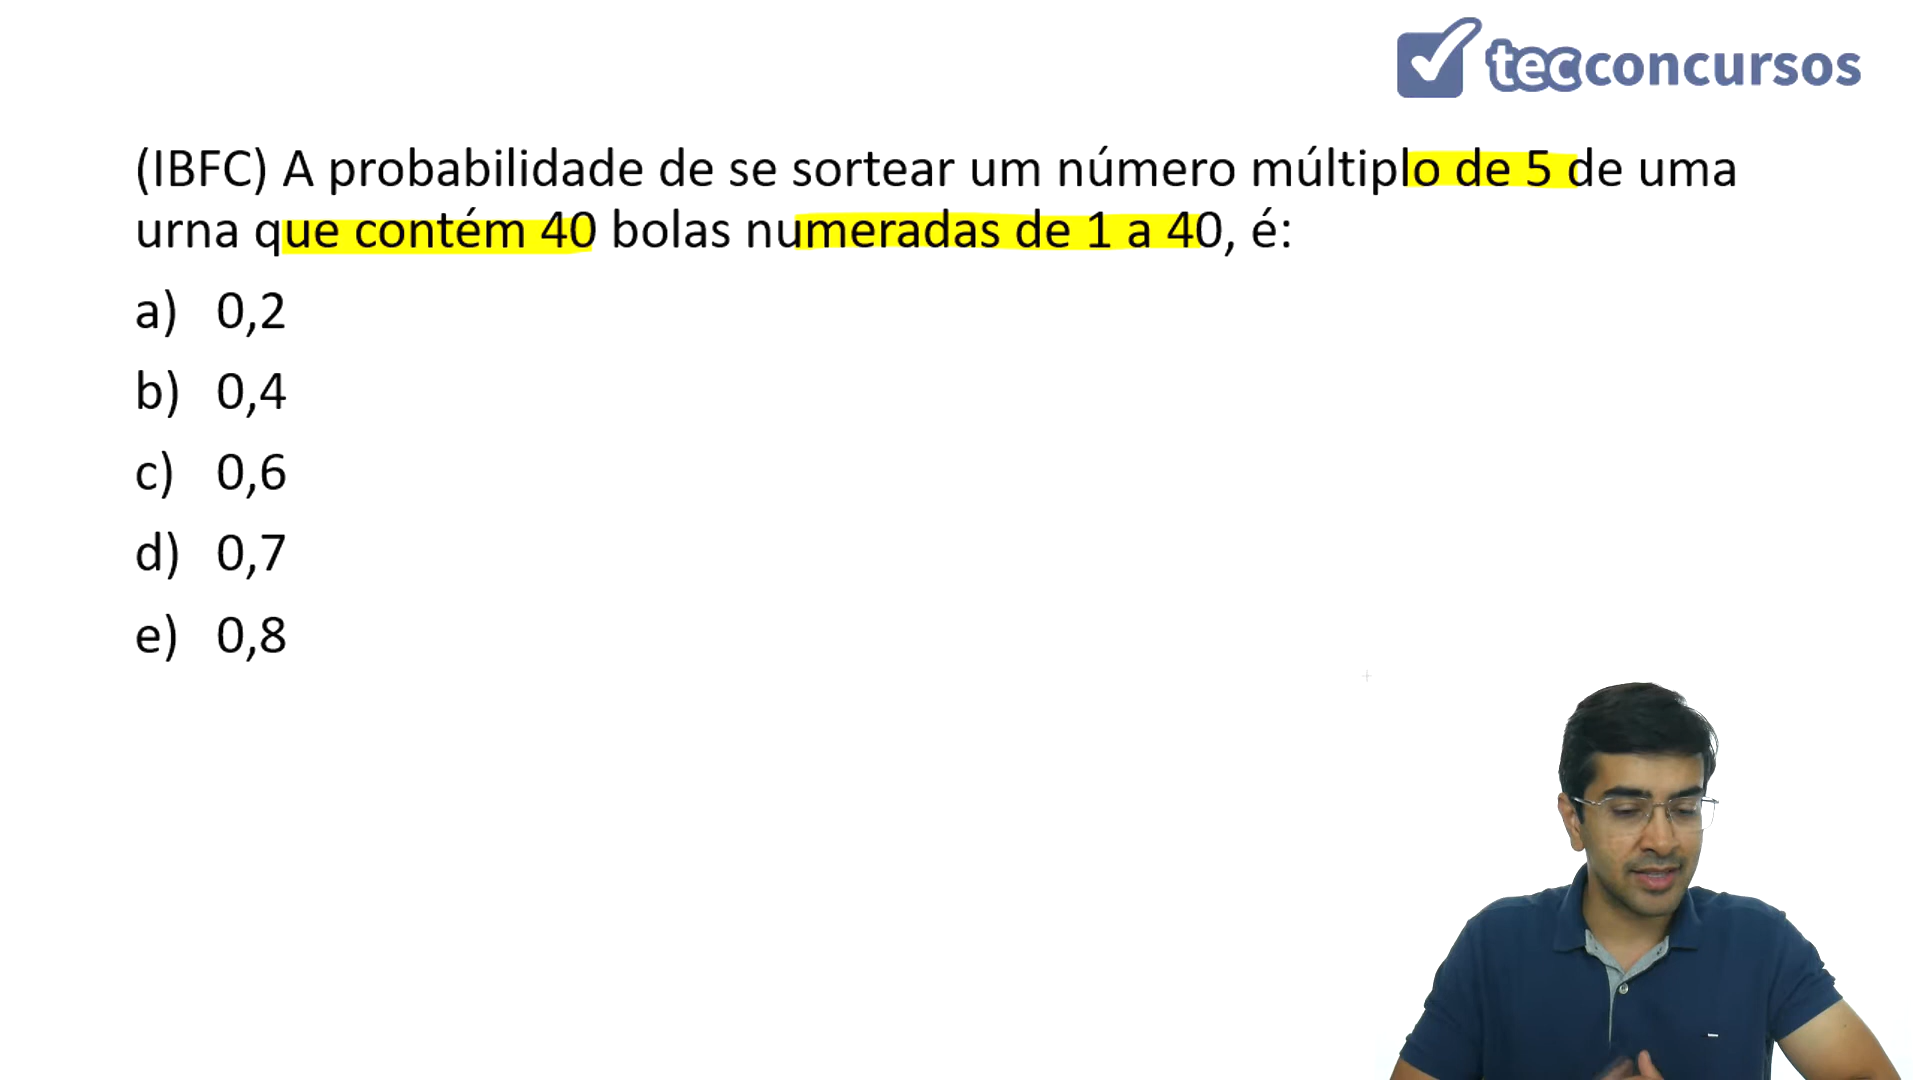 tecconcursos
(IBFC) A probabilidade de se sortear um número múltiplo de 5 de uma
urna que contém 40 bolas numeradas de 1 a 40, é:
a) 0,2
b) 0,4
c) 0,6
d) 0,7
e) 0,8